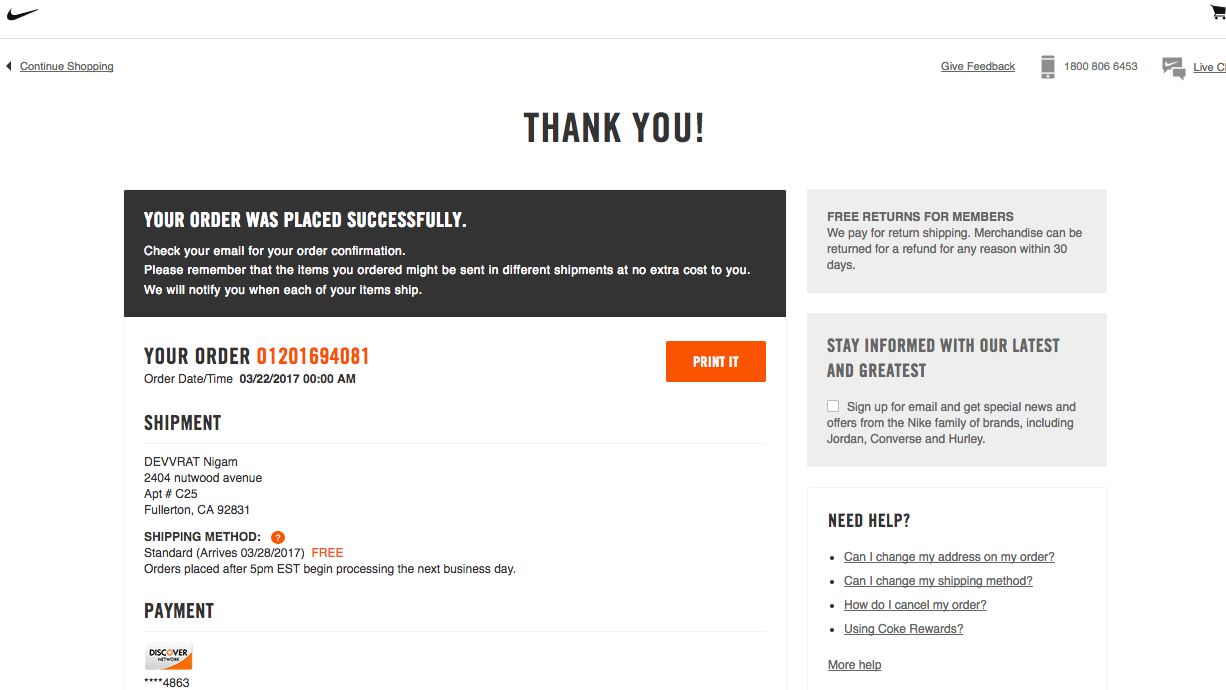 Continue Shopping
Give Feedback
1800 806 6453
Live C
THANK YOU!
YOUR ORDER WAS PLACED SUCCESSFULLY.
Check your email for your order confirmation.
Please remember that the items you ordered might be sent in different shipments at no extra cost to you.
We will notify you when each of your items ship.
YOUR ORDER 01201694081
PRINT IT
Order Date/Time 03/22/2017 00:00 AM
SHIPMENT
DEVVRAT Nigam
2404 nutwood avenue
Apt # C25
Fullerton, CA 92831
SHIPPING METHOD: ?
Standard (Arrives 03/28/2017) FREE
Orders placed after 5pm EST begin processing the next business day.
PAYMENT
DISCOVER
NETWORK
****4863
FREE RETURNS FOR MEMBERS
We pay for return shipping. Merchandise can be
returned for a refund for any reason within 30
days.
STAY INFORMED WITH OUR LATEST
AND GREATEST
Sign up for email and get special news and
offers from the Nike family of brands, including
Jordan, Converse and Hurley.
NEED HELP?
Can I change my address on my order?
Can I change my shipping method?
How do I cancel my order?
Using Coke Rewards?
More help